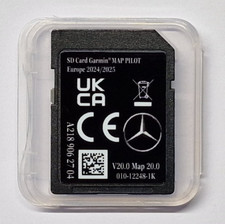 SD Card Garmin® MAP PILOT
Europe 2024/2025
UK
CA
CE
A218 906 27 04
V20.0 Map 20.0
010-12248-1K